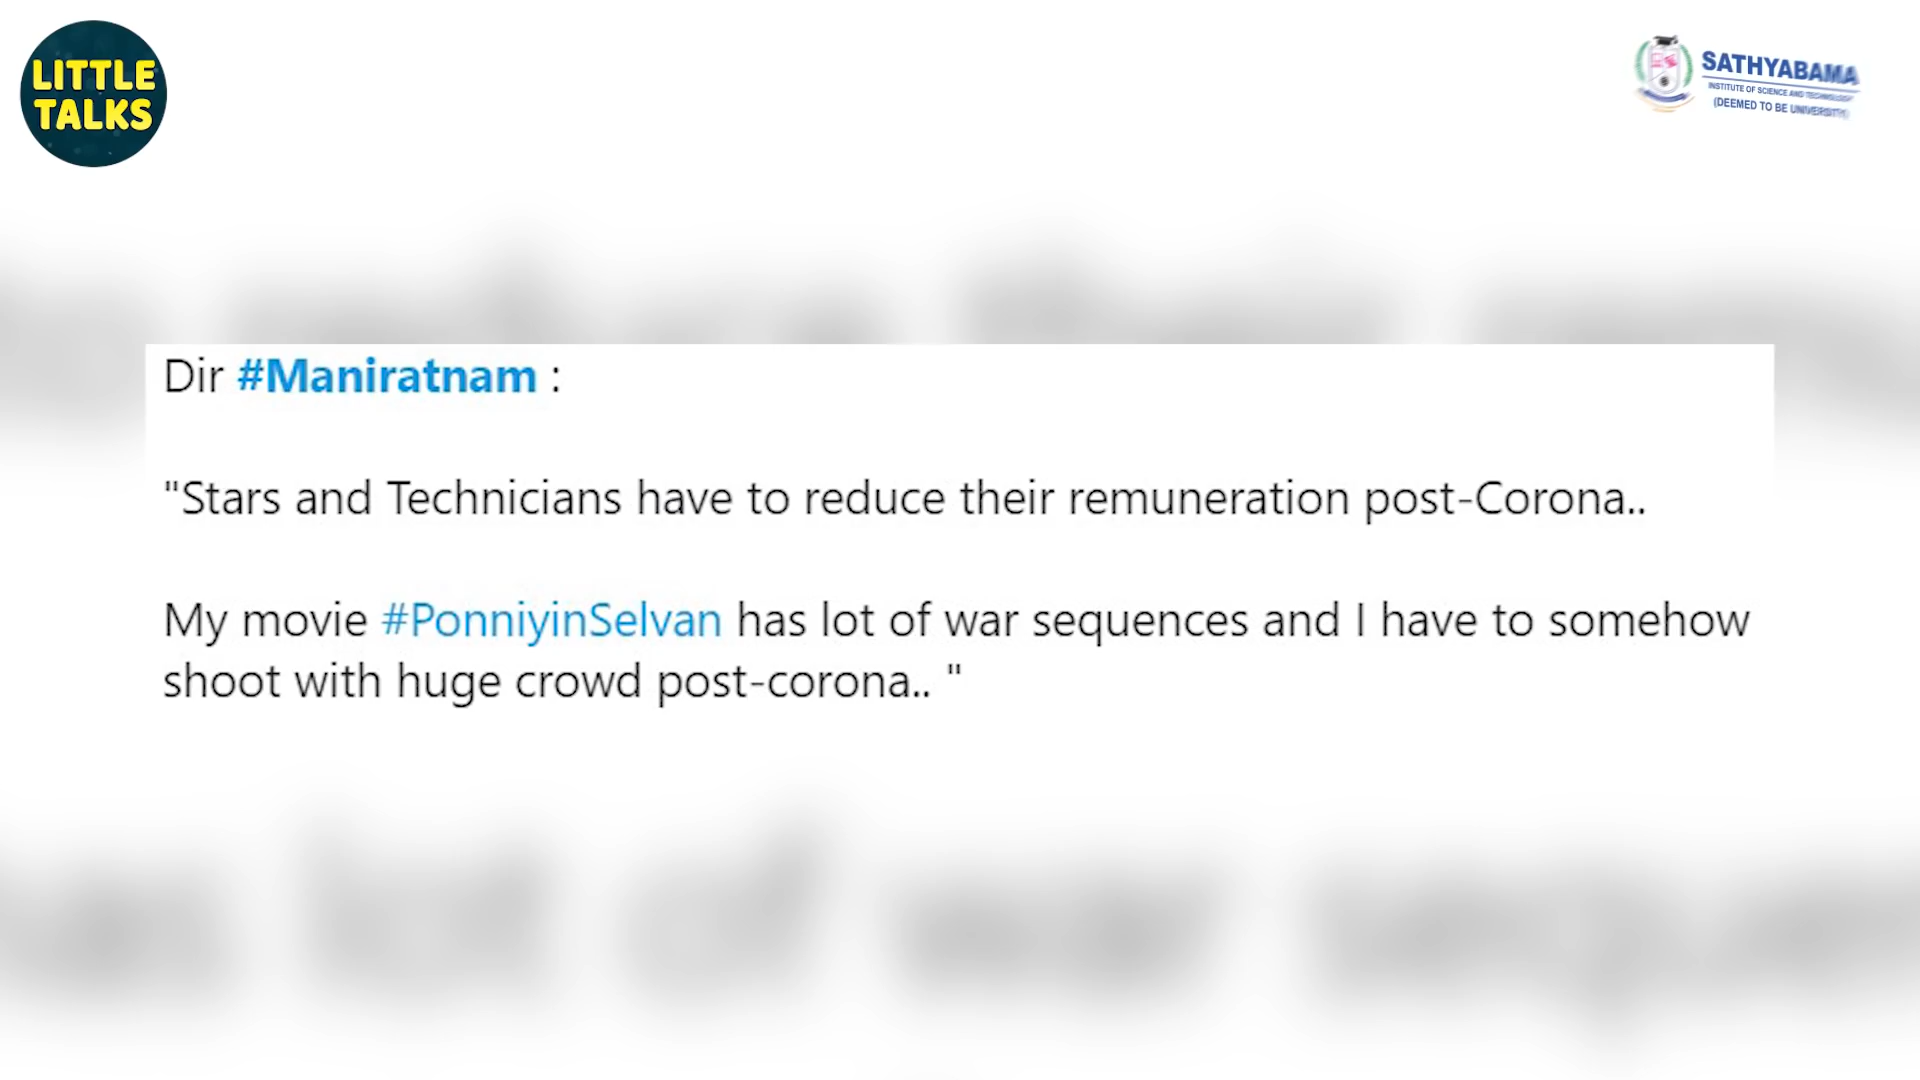 LITTLE
TALKS
SATHYABAMA
INSTITUTE OF SCIENCE AND TECHNOLOGY
(DEEMED TO BE UNIVERSITY)
Dir #Maniratnam :
"Stars and Technicians have to reduce their remuneration post-Corona..
My movie #PonniyinSelvan has lot of war sequences and I have to somehow
shoot with huge crowd post-corona.. "